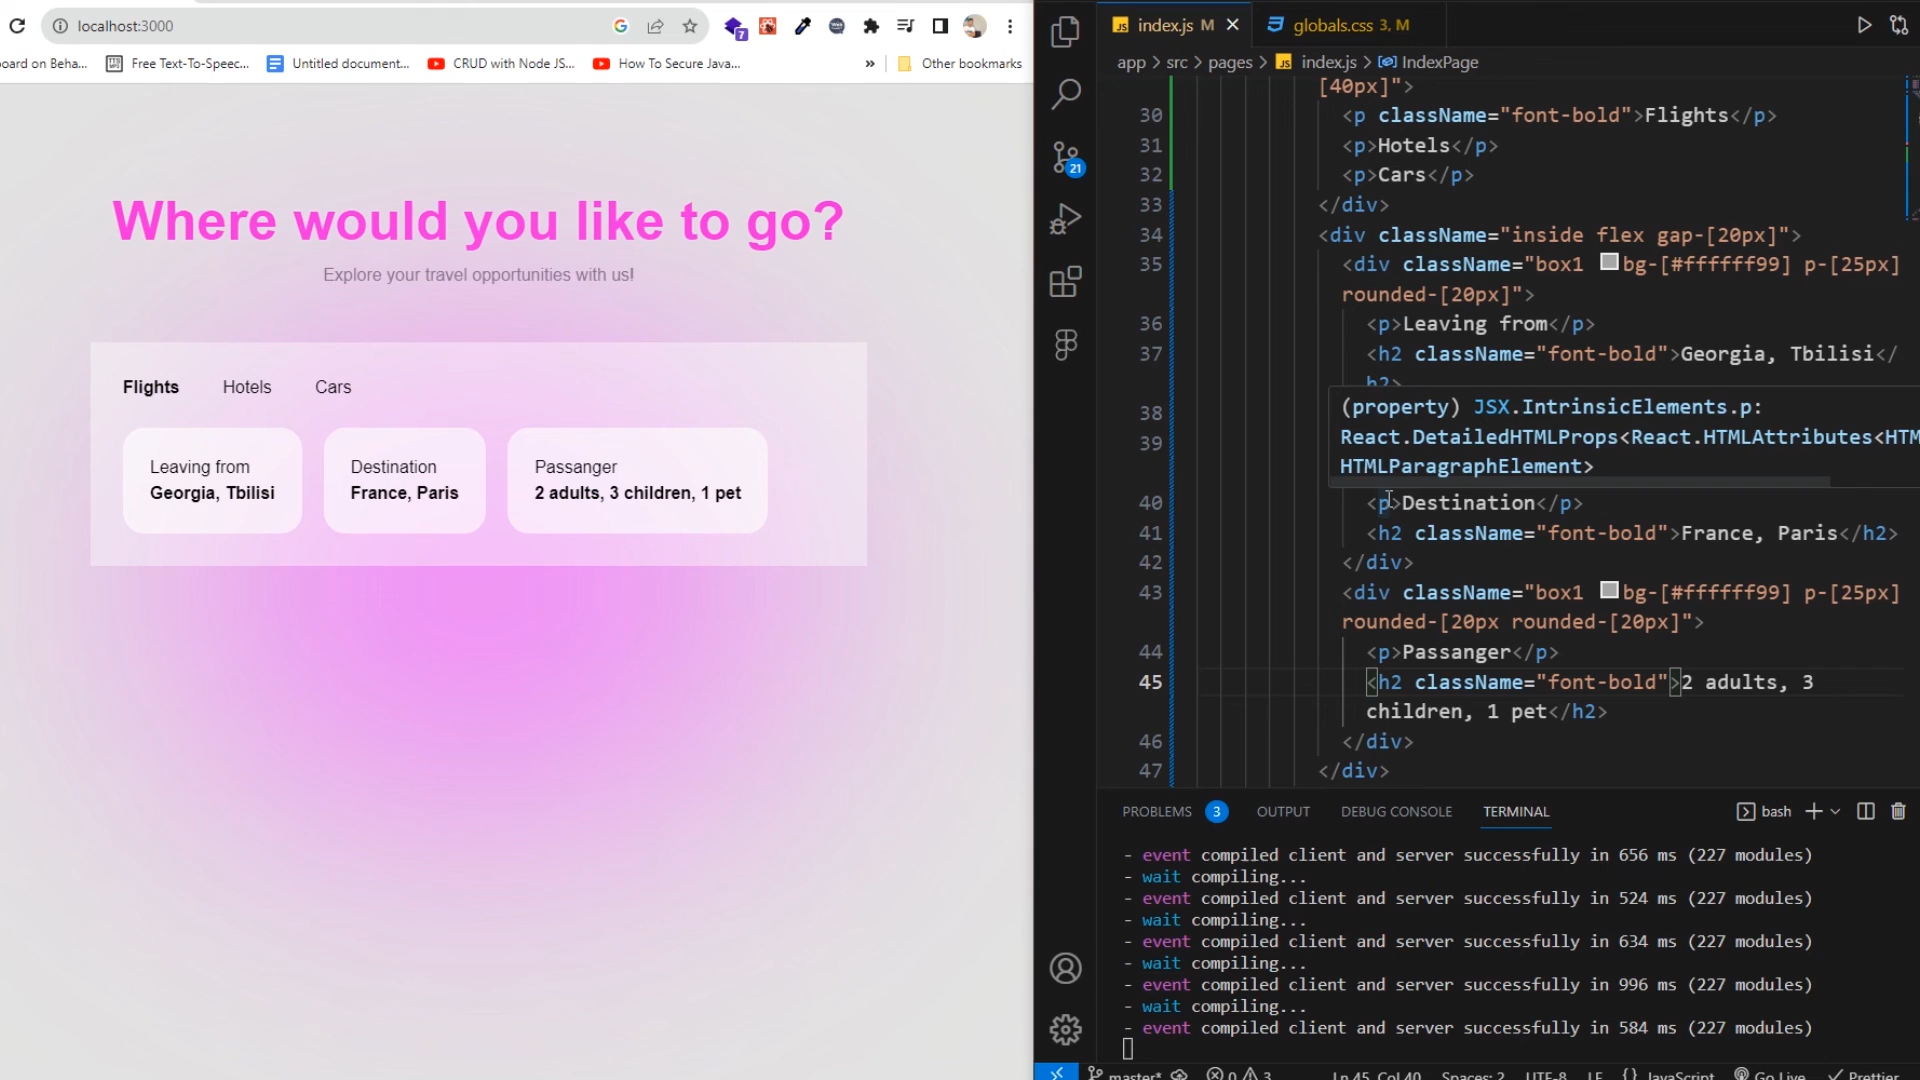 localhost:3000
7
oard on Beha...
Free Text-To-Speec...
Untitled document...
CRUD with Node JS...
How To Secure Java...
»
Other bookmarks
Where would you like to go?
Explore your travel opportunities with us!
Flights
Hotels
Cars
Leaving from
Georgia, Tbilisi
Destination
France, Paris
Passanger
2 adults, 3 children, 1 pet
21
JS index.js M
globals.css 3, M
app > src > pages > JS index.js > IndexPage
[40px]">
30 <p className="font-bold">Flights</p>
31 <p>Hotels</p>
32 <p>Cars</p>
33 </div>
34 <div className="inside flex gap-[20px]">
35 <div className="box1 bg-[#ffffff99] p-[25px]
rounded-[20px]">
36 <p>Leaving from</p>
37 <h2 className="font-bold">Georgia, Tbilisi</
h2>
38
39
(property) JSX.IntrinsicElements.p:
React.DetailedHTMLProps<React.HTMLAttributes<HTM
HTMLParagraphElement>
40 <p>Destination</p>
41 <h2 className="font-bold">France, Paris</h2>
42 </div>
43 <div className="box1 bg-[#ffffff99] p-[25px]
rounded-[20px rounded-[20px]">
44 <p>Passanger</p>
45 <h2 className="font-bold">2 adults, 3
children, 1 pet</h2>
46 </div>
47 </div>
PROBLEMS 3 OUTPUT DEBUG CONSOLE TERMINAL
bash
- event compiled client and server successfully in 656 ms (227 modules)
- wait compiling...
- event compiled client and server successfully in 524 ms (227 modules)
- wait compiling...
- event compiled client and server successfully in 634 ms (227 modules)
- wait compiling...
- event compiled client and server successfully in 996 ms (227 modules)
- wait compiling...
- event compiled client and server successfully in 584 ms (227 modules)
master* 0 3 Ln 45, Col 40 Spaces: 2 UTF-8 LF {} JavaScript Go Live Prettier